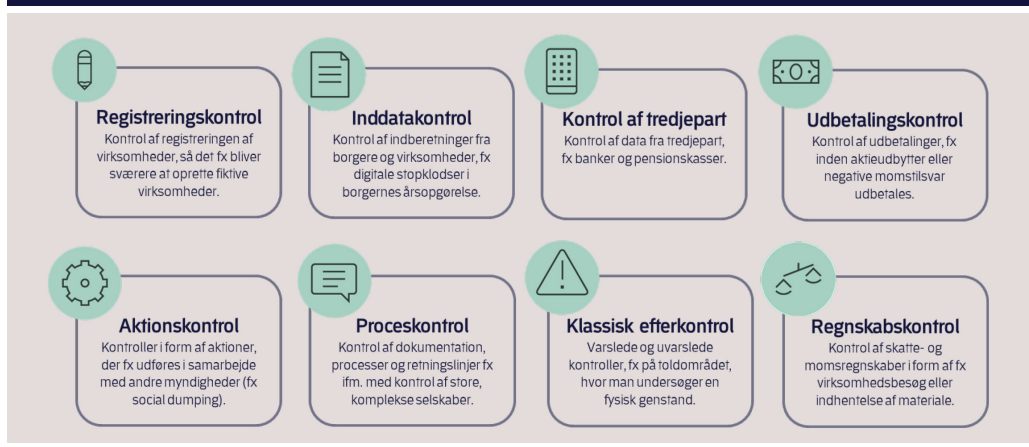 Registreringskontrol
Kontrol af registreringen af
virksomheder, så det fx bliver
sværere at oprette fiktive
virksomheder.
Inddatakontrol
Kontrol af indberetninger fra
borgere og virksomheder, fx
digitale stopklodser i
borgernes årsopgørelse.
Kontrol af tredjepart
Kontrol af data fra tredjepart,
fx banker og pensionskasser.
Udbetalingskontrol
Kontrol af udbetalinger, fx
inden aktieudbytter eller
negative momstilsvar
udbetales.
Aktionskontrol
Kontroller i form af aktioner,
der fx udføres i samarbejde
med andre myndigheder (fx
social dumping).
Proceskontrol
Kontrol af dokumentation,
processer og retningslinjer fx
ifm. med kontrol af store,
komplekse selskaber.
Klassisk efterkontrol
Varslede og uvarslede
kontroller, fx på toldområdet,
hvor man undersøger en
fysisk genstand.
Regnskabskontrol
Kontrol af skatte- og
momsregnskaber i form af fx
virksomhedsbesøg eller
indhentelse af materiale.